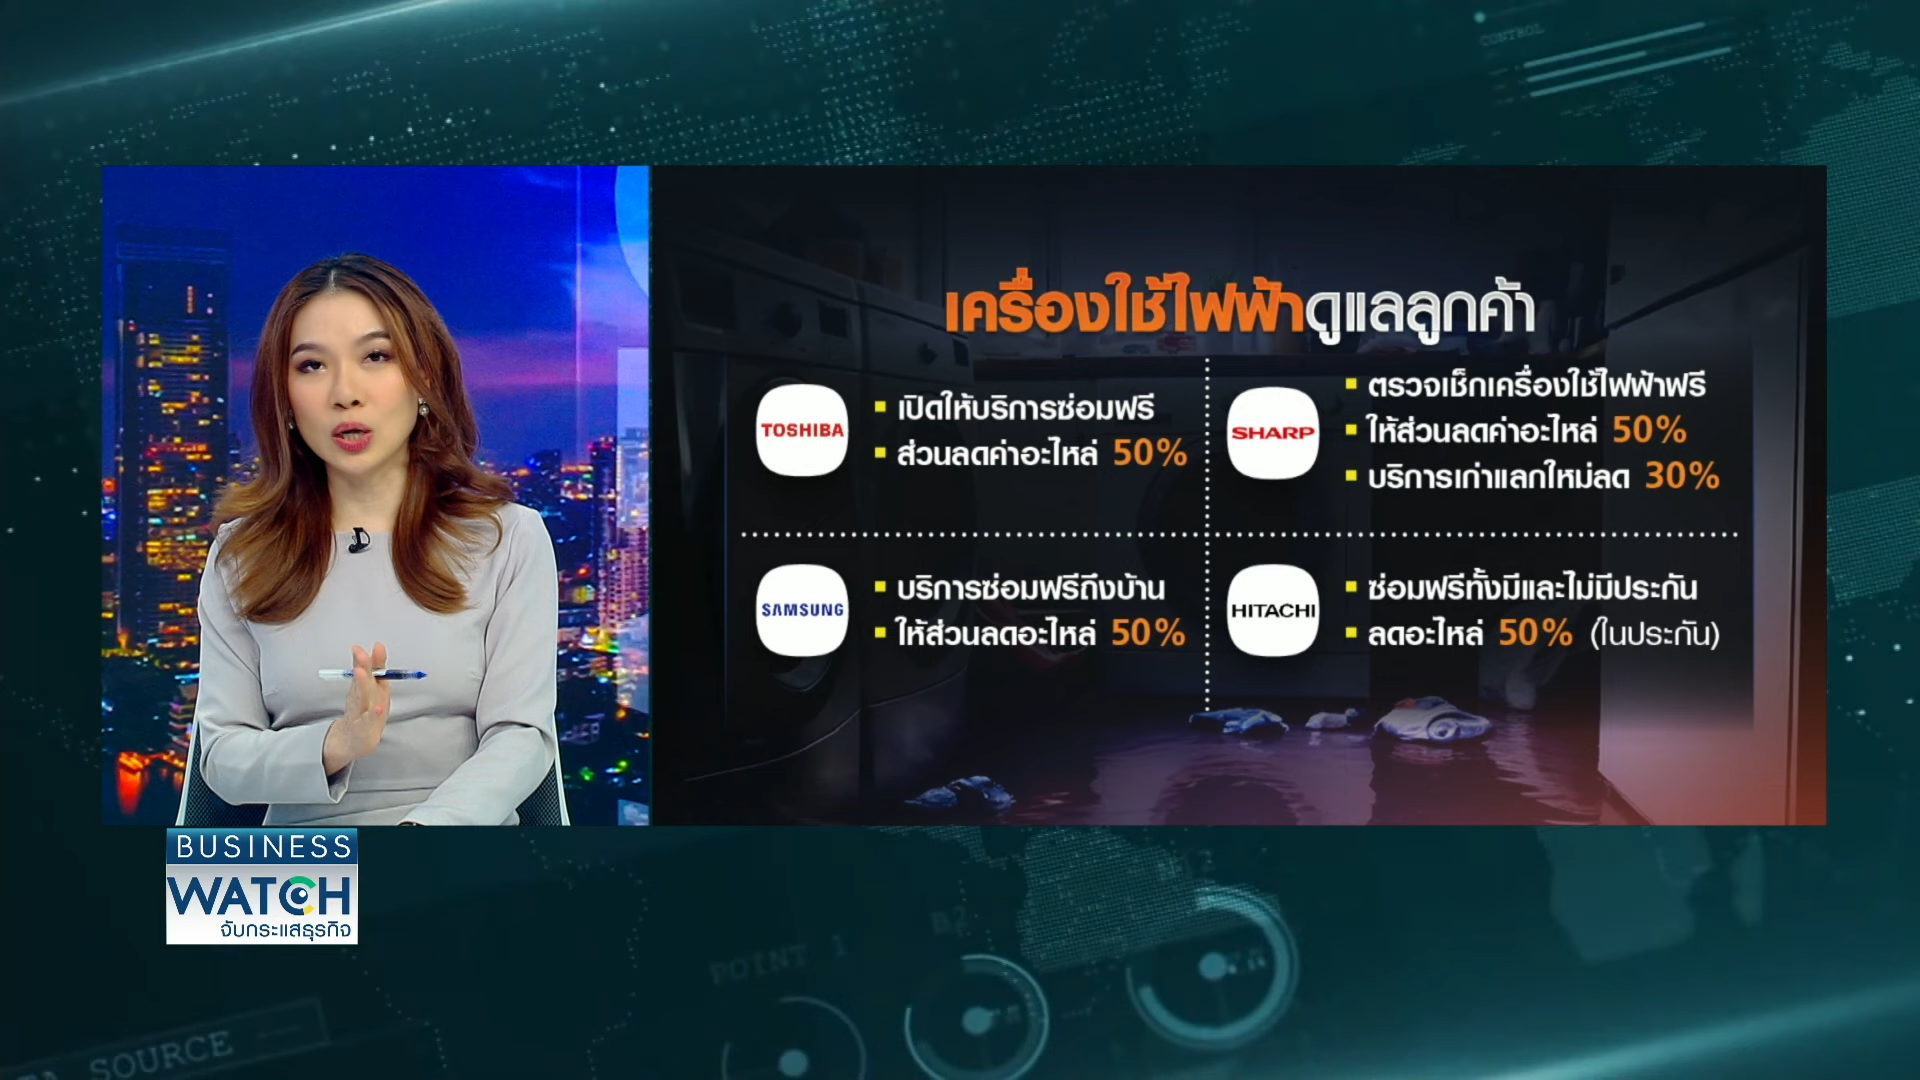 CONTROL
เครื่องใช้ไฟฟ้าดูแลลูกค้า
TOSHIBA
เปิดให้บริการซ่อมฟรี
ส่วนลดค่าอะไหล่ 50%
SHARP
ตรวจเช็กเครื่องใช้ไฟฟ้าฟรี
ให้ส่วนลดค่าอะไหล่ 50%
บริการเก่าแลกใหม่ลด 30%
SAMSUNG
บริการซ่อมฟรีถึงบ้าน
ให้ส่วนลดอะไหล่ 50%
HITACHI
ซ่อมฟรีทั้งมีและไม่มีประกัน
ลดอะไหล่ 50% (ในประกัน)
BUSINESS
WATCH
จับกระแสธุรกิจ
POINT 1
B2
SOURCE